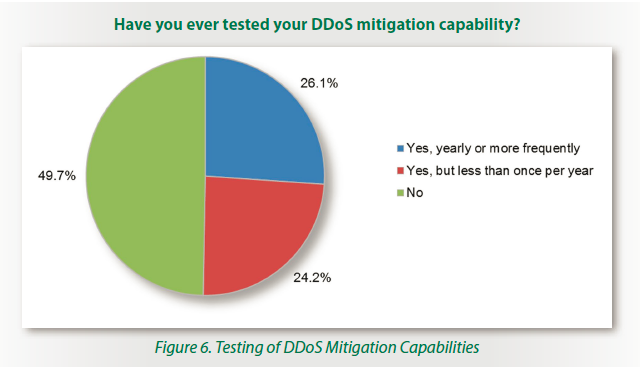 Have you ever tested your DDoS mitigation capability?
26.1%
49.7%
24.2%
Yes, yearly or more frequently
Yes, but less than once per year
No
Figure 6. Testing of DDoS Mitigation Capabilities